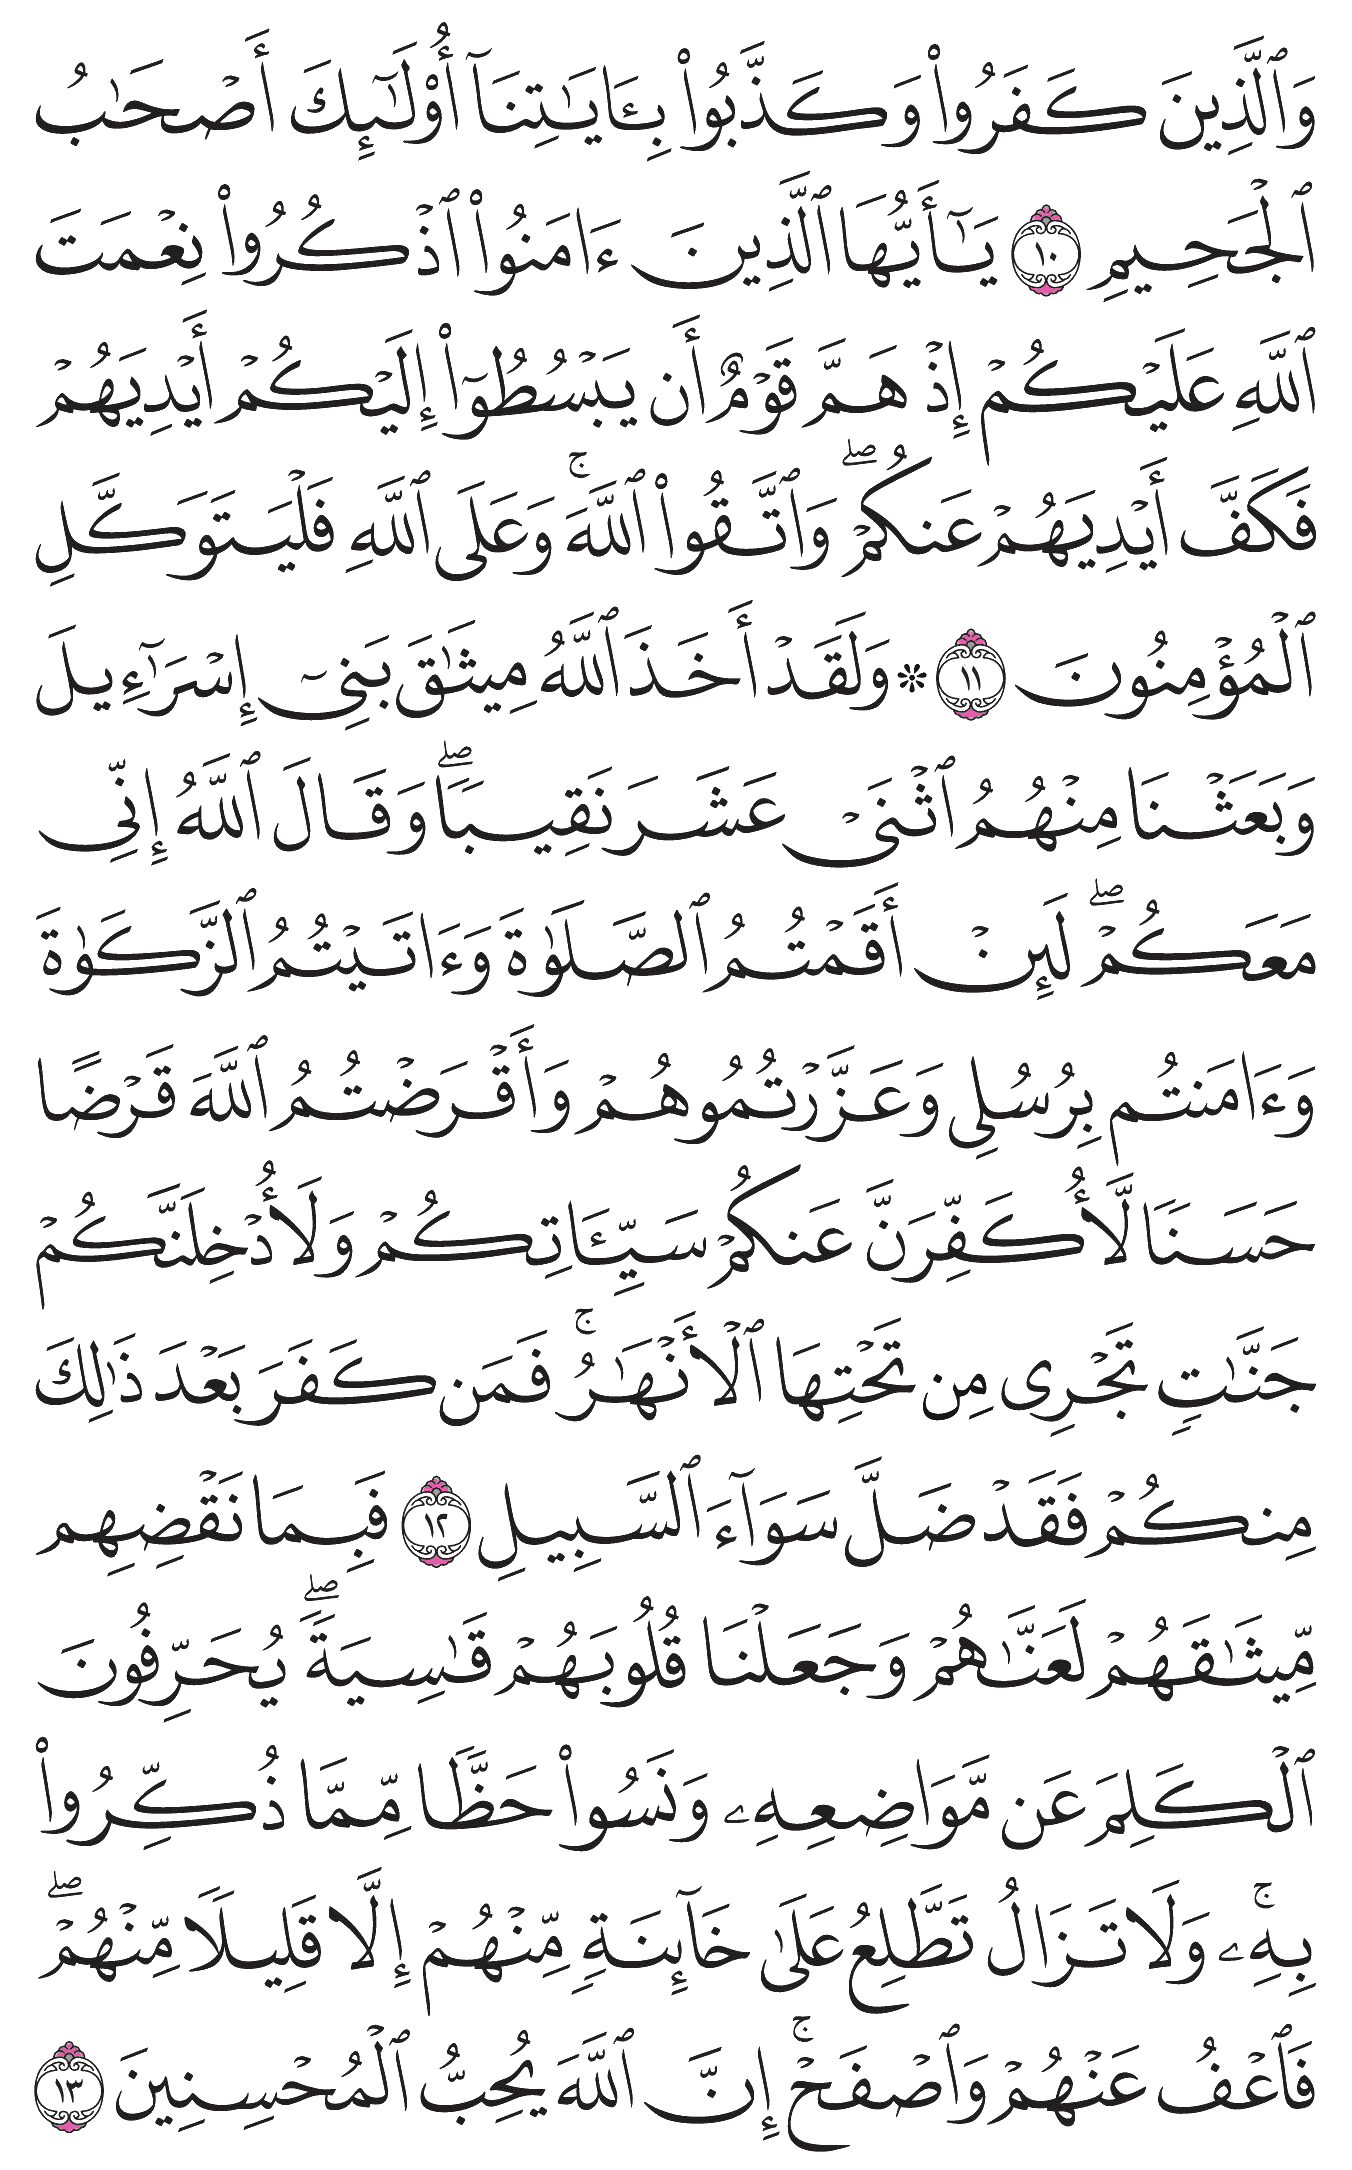 وَٱلَّذِينَ كَفَرُواْ وَكَذَّبُواْ بِـَٔايَٰتِنَآ أُوْلَٰٓئِكَ أَصۡحَٰبُ
ٱلۡجَحِيمِ ١٠ يَٰٓأَيُّهَا ٱلَّذِينَ ءَامَنُواْ ٱذۡكُرُواْ نِعۡمَتَ
ٱللَّهِ عَلَيۡكُمۡ إِذۡ هَمَّ قَوۡمٌ أَن يَبۡسُطُوٓاْ إِلَيۡكُمۡ أَيۡدِيَهُمۡ
فَكَفَّ أَيۡدِيَهُمۡ عَنكُمۡۖ وَٱتَّقُواْ ٱللَّهَۚ وَعَلَى ٱللَّهِ فَلۡيَتَوَكَّلِ
ٱلۡمُؤۡمِنُونَ ١١ ۞ وَلَقَدۡ أَخَذَ ٱللَّهُ مِيثَٰقَ بَنِيٓ إِسۡرَٰٓءِيلَ
وَبَعَثۡنَا مِنۡهُمُ ٱثۡنَيۡ عَشَرَ نَقِيبٗاۖ وَقَالَ ٱللَّهُ إِنِّي
مَعَكُمۡۖ لَئِنۡ أَقَمۡتُمُ ٱلصَّلَوٰةَ وَءَاتَيۡتُمُ ٱلزَّكَوٰةَ
وَءَامَنتُم بِرُسُلِي وَعَزَّرۡتُمُوهُمۡ وَأَقۡرَضۡتُمُ ٱللَّهَ قَرۡضًا
حَسَنٗا لَّأُكَفِّرَنَّ عَنكُمۡ سَيِّـَٔاتِكُمۡ وَلَأُدۡخِلَنَّكُمۡ
جَنَّٰتٖ تَجۡرِي مِن تَحۡتِهَا ٱلۡأَنۡهَٰرُۚ فَمَن كَفَرَ بَعۡدَ ذَٰلِكَ
مِنكُمۡ فَقَدۡ ضَلَّ سَوَآءَ ٱلسَّبِيلِ ١٢ فَبِمَا نَقۡضِهِم
مِّيثَٰقَهُمۡ لَعَنَّٰهُمۡ وَجَعَلۡنَا قُلُوبَهُمۡ قَٰسِيَةٗۖ يُحَرِّفُونَ
ٱلۡكَلِمَ عَن مَّوَاضِعِهِۦ وَنَسُواْ حَظّٗا مِّمَّا ذُكِّرُواْ
بِهِۦۚ وَلَا تَزَالُ تَطَّلِعُ عَلَىٰ خَآئِنَةٖ مِّنۡهُمۡ إِلَّا قَلِيلٗا مِّنۡهُمۡۖ
فَٱعۡفُ عَنۡهُمۡ وَٱصۡفَحۡۚ إِنَّ ٱللَّهَ يُحِبُّ ٱلۡمُحۡسِنِينَ ١٣